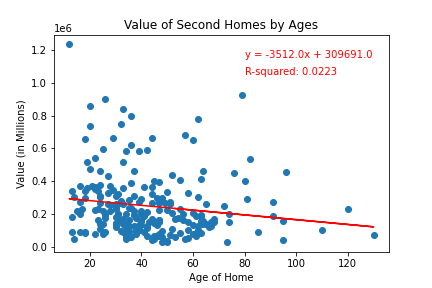 Value of Second Homes by Ages
1e6
y = -3512.0x + 309691.0
R-squared: 0.0223
1.2
1.0
0.8
0.6
0.4
0.2
0.0
Value (in Millions)
20 40 60 80 100 120
Age of Home